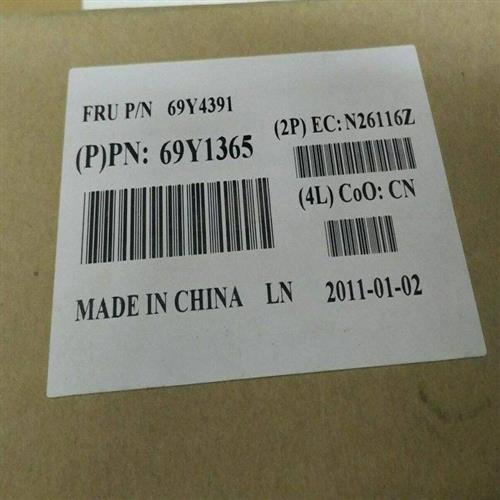 FRU P/N 69Y4391
(P)PN: 69Y1365
(2P) EC: N26116Z
(4L) CoO: CN
MADE IN CHINA LN 2011-01-02